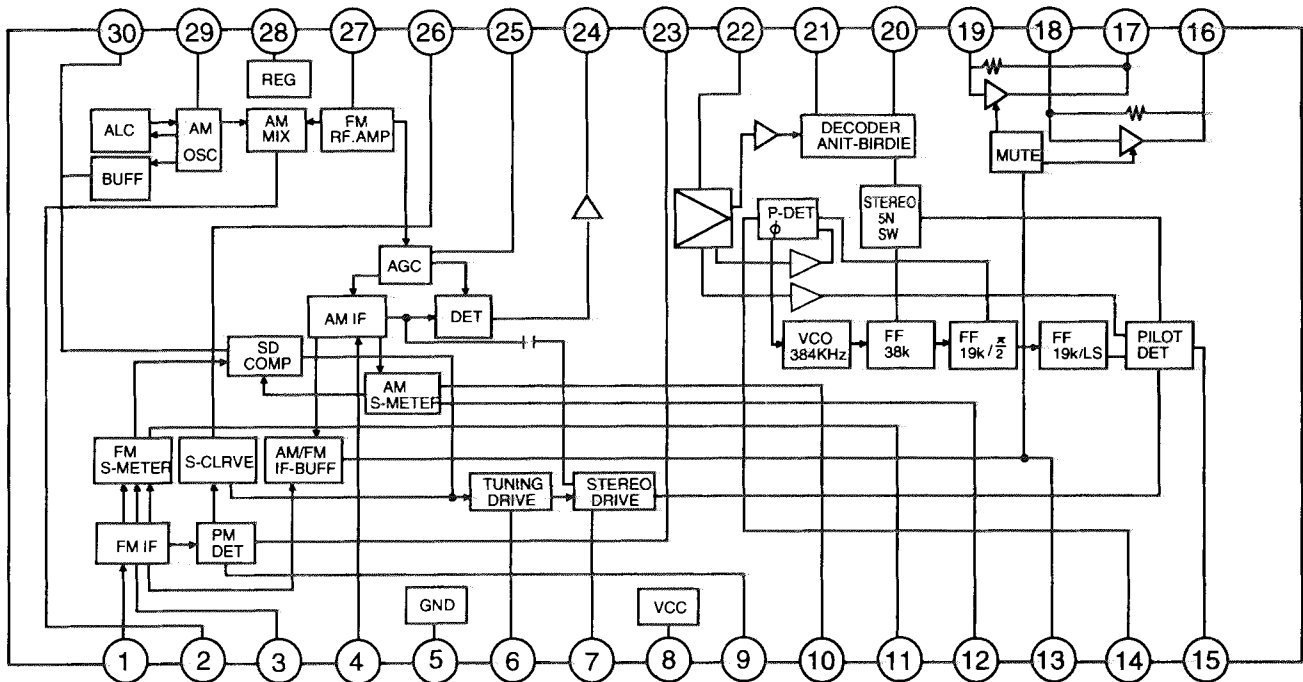 30 29 28 27 26 25 24 23 22 21 20 19 18 17 16
REG
ALC
AM
OSC
AM
MIX
FM
RF.AMP
BUFF
DECODER
ANIT-BIRDIE
MUTE
P-DET
φ
STEREO
5N
SW
AGC
AM IF
DET
SD
COMP
VCO
384KHz
FF
38k
FF
19k/π/2
FF
19k/LS
PILOT
DET
AM
S-METER
FM
S-METER
S-CLRVE
AM/FM
IF-BUFF
TUNING
DRIVE
STEREO
DRIVE
FM IF
PM
DET
GND
VCC
1 2 3 4 5 6 7 8 9 10 11 12 13 14 15